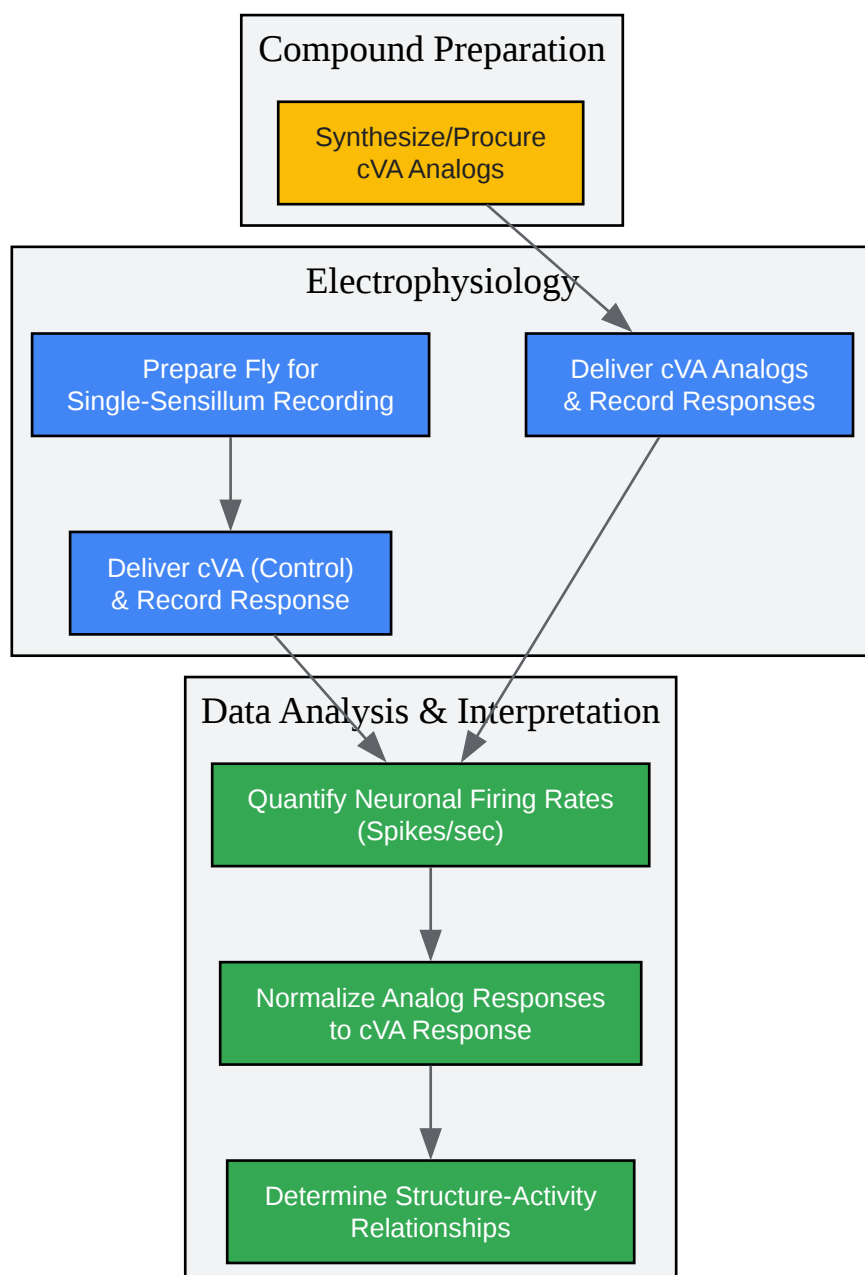 Compound Preparation
Synthesize/Procure
cVA Analogs
Electrophysiology
Prepare Fly for
Single-Sensillum Recording
Deliver cVA Analogs
& Record Responses
Deliver cVA (Control)
& Record Response
Data Analysis & Interpretation
Quantify Neuronal Firing Rates
(Spikes/sec)
Normalize Analog Responses
to cVA Response
Determine Structure-Activity
Relationships